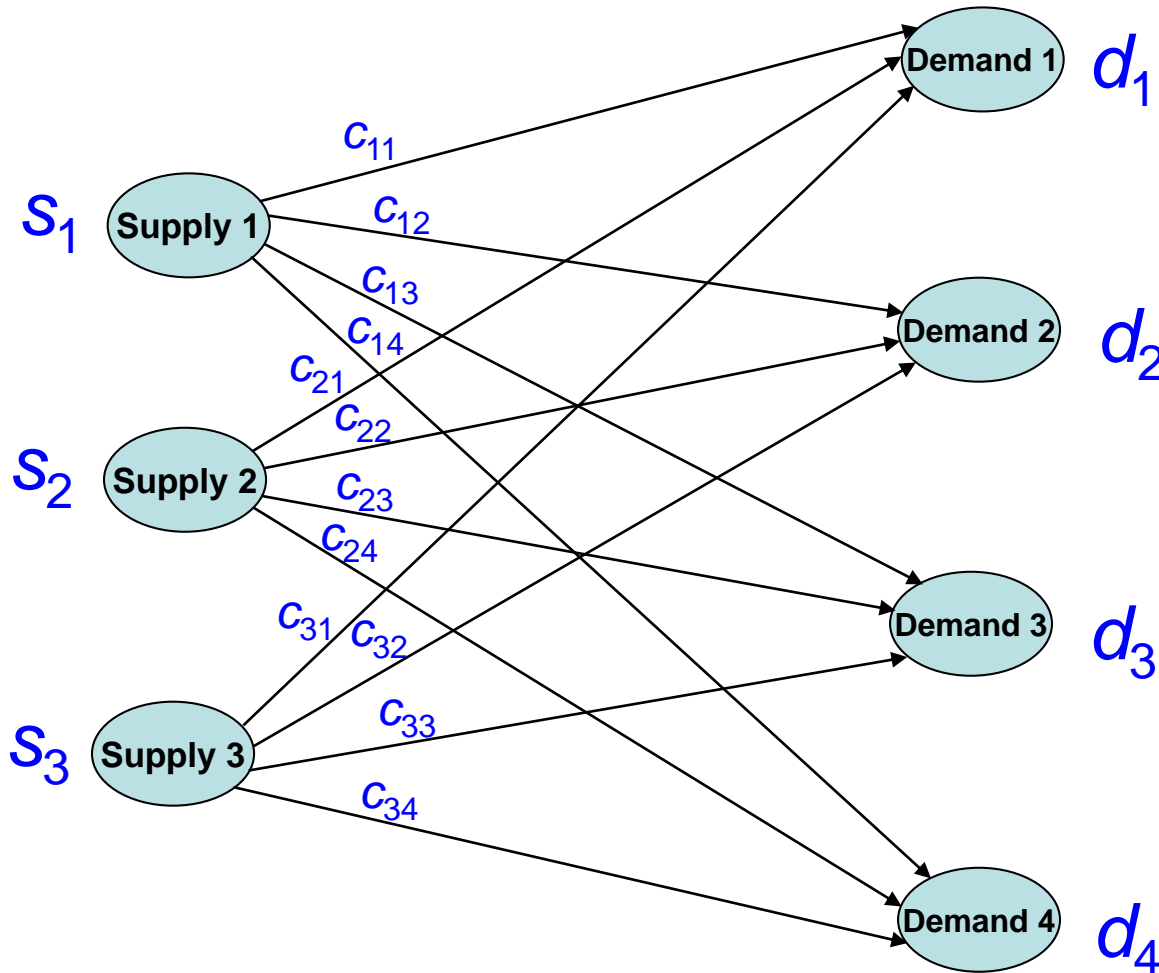 Demand 1
d1
c11
Supply 1
s1
c12
c13
c14
Demand 2
d2
c21
c22
Supply 2
s2
c23
c24
c31
c32
Demand 3
d3
c33
Supply 3
s3
c34
Demand 4
d4